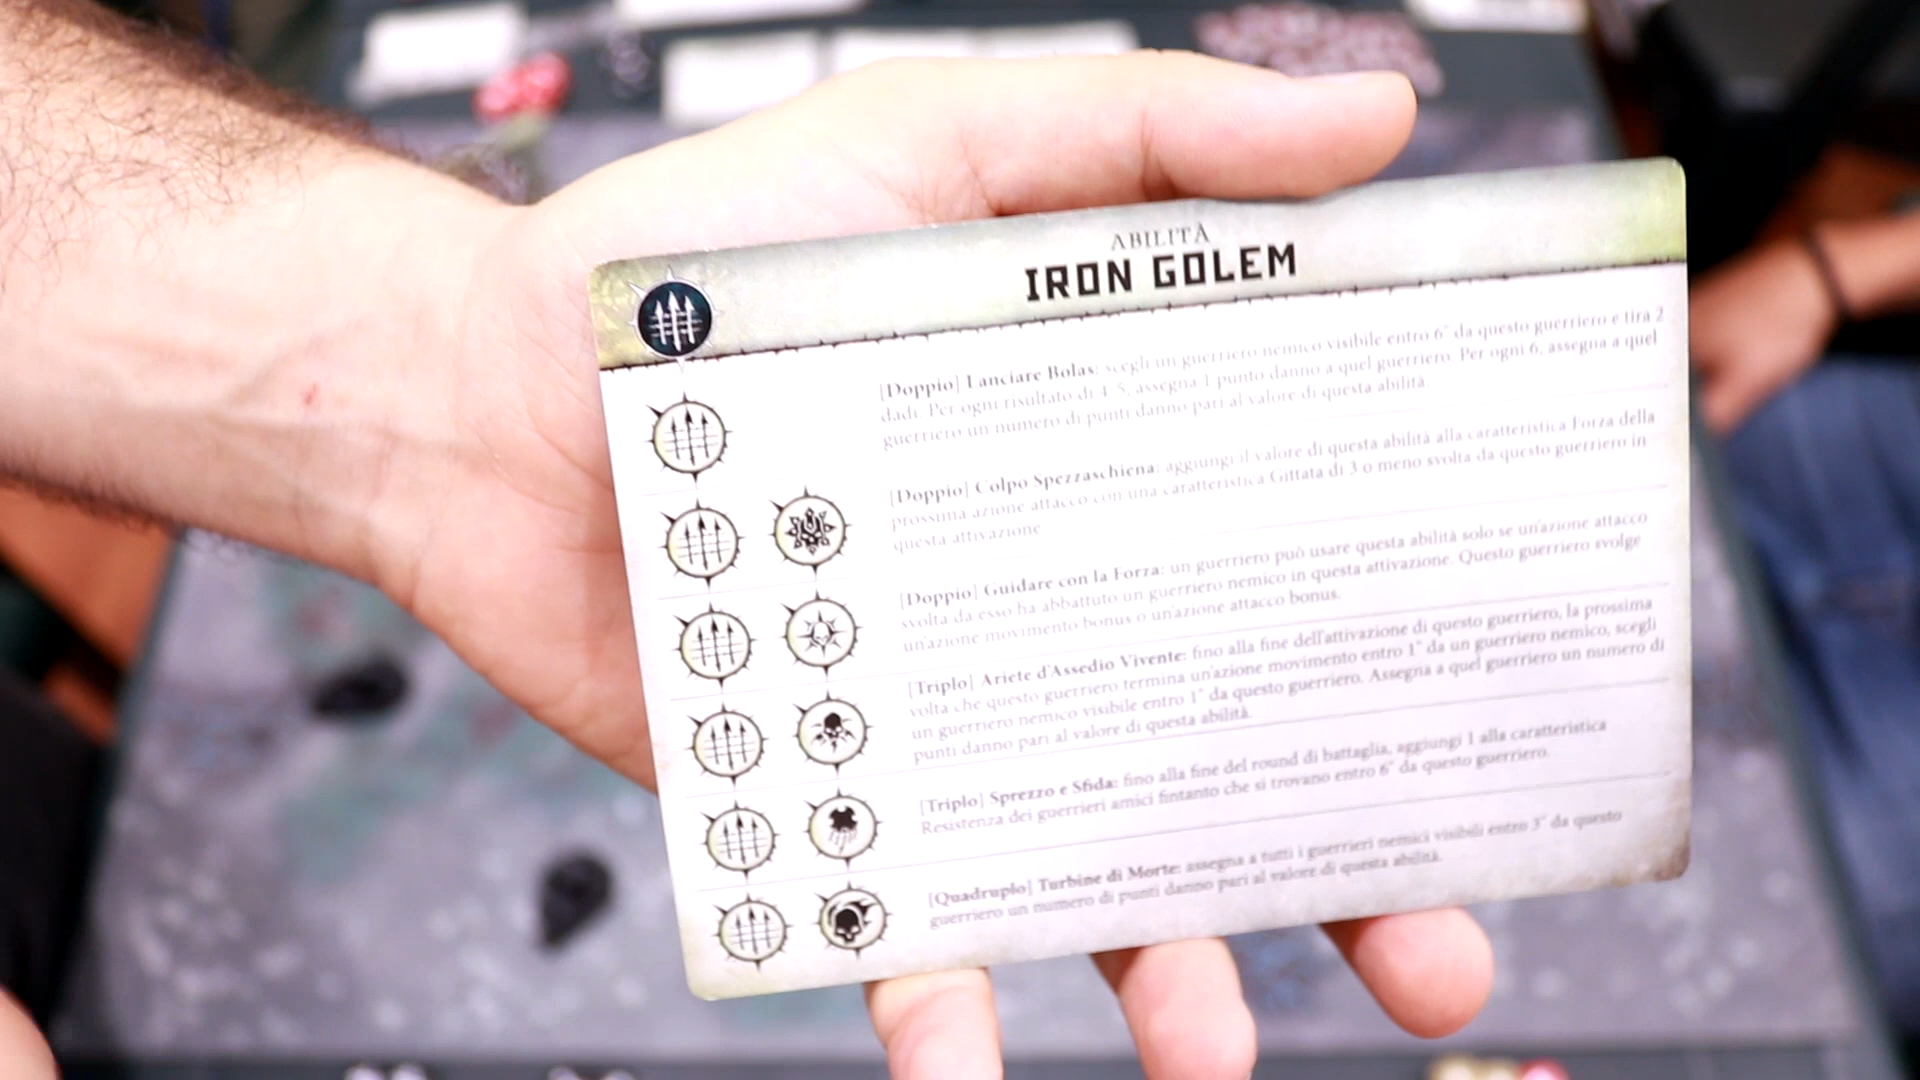 ABILITÀ
IRON GOLEM
[Doppio] Lanciare Bolas: scegli un guerriero nemico visibile entro 6" da questo guerriero e tira 2
dadi. Per ogni risultato di 4-5, assegna 1 punto danno a quel guerriero. Per ogni 6, assegna a quel
guerriero un numero di punti danno pari al valore di questa abilità.
[Doppio] Colpo Spezzaschiena: aggiungi il valore di questa abilità alla caratteristica Forza della
prossima azione attacco con una caratteristica Gittata di 3 o meno svolta da questo guerriero in
questa attivazione.
[Doppio] Guidare con la Forza: un guerriero può usare questa abilità solo se un'azione attacco
svolta da esso ha abbattuto un guerriero nemico in questa attivazione. Questo guerriero svolge
un'azione movimento bonus o un'azione attacco bonus.
[Triplo] Ariete d'Assedio Vivente: fino alla fine dell'attivazione di questo guerriero, la prossima
volta che questo guerriero termina un'azione movimento entro 1" da un guerriero nemico, scegli
un guerriero nemico visibile entro 1" da questo guerriero. Assegna a quel guerriero un numero di
punti danno pari al valore di questa abilità.
[Triplo] Sprezzo e Sfida: fino alla fine del round di battaglia, aggiungi 1 alla caratteristica
Resistenza dei guerrieri amici fintanto che si trovano entro 6" da questo guerriero.
[Quadruplo] Turbine di Morte: assegna a tutti i guerrieri nemici visibili entro 3" da questo
guerriero un numero di punti danno pari al valore di questa abilità.